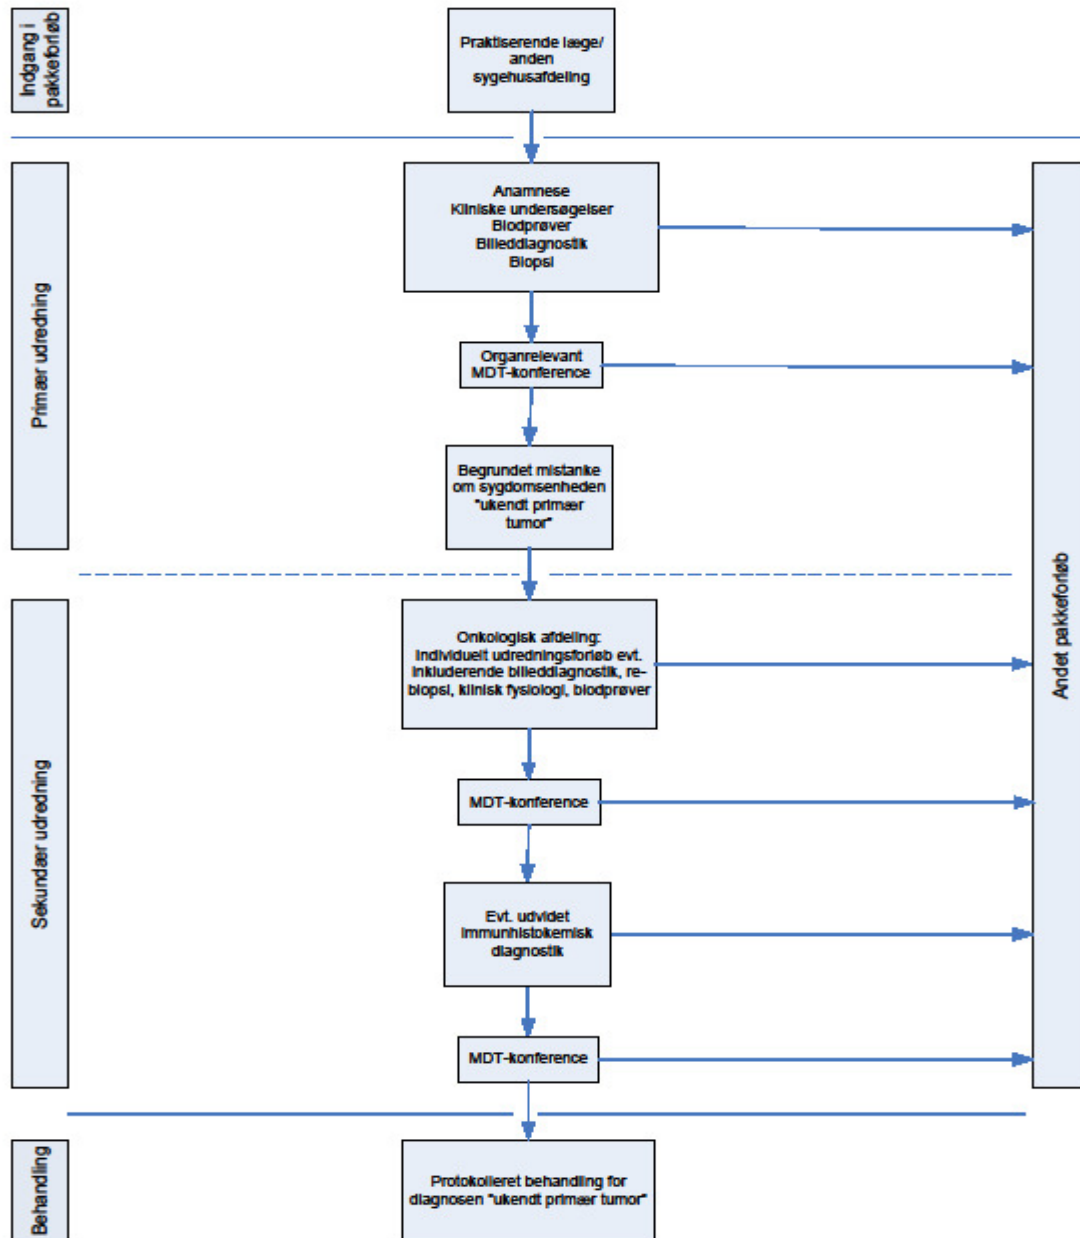 Indgang i
pakkeforløb
Praktiserende læge/
anden
sygehusafdeling
Primær udredning
Anamnese
Kliniske undersøgelser
Blodprøver
Billeddiagnostik
Biopsi
Organrelevant
MDT-konference
Begrundet mistanke
om sygdomsenheden
"ukendt primær
tumor"
Andet pakkeforløb
Sekundær udredning
Onkologisk afdeling:
Individuelt udredningsforløb evt.
inkluderende billeddiagnostik, re-
biopsi, klinisk fysiologi, blodprøver
MDT-konference
Evt. udvidet
immunhistokemisk
diagnostik
MDT-konference
Behandling
Protokolleret behandling for
diagnosen "ukendt primær tumor"